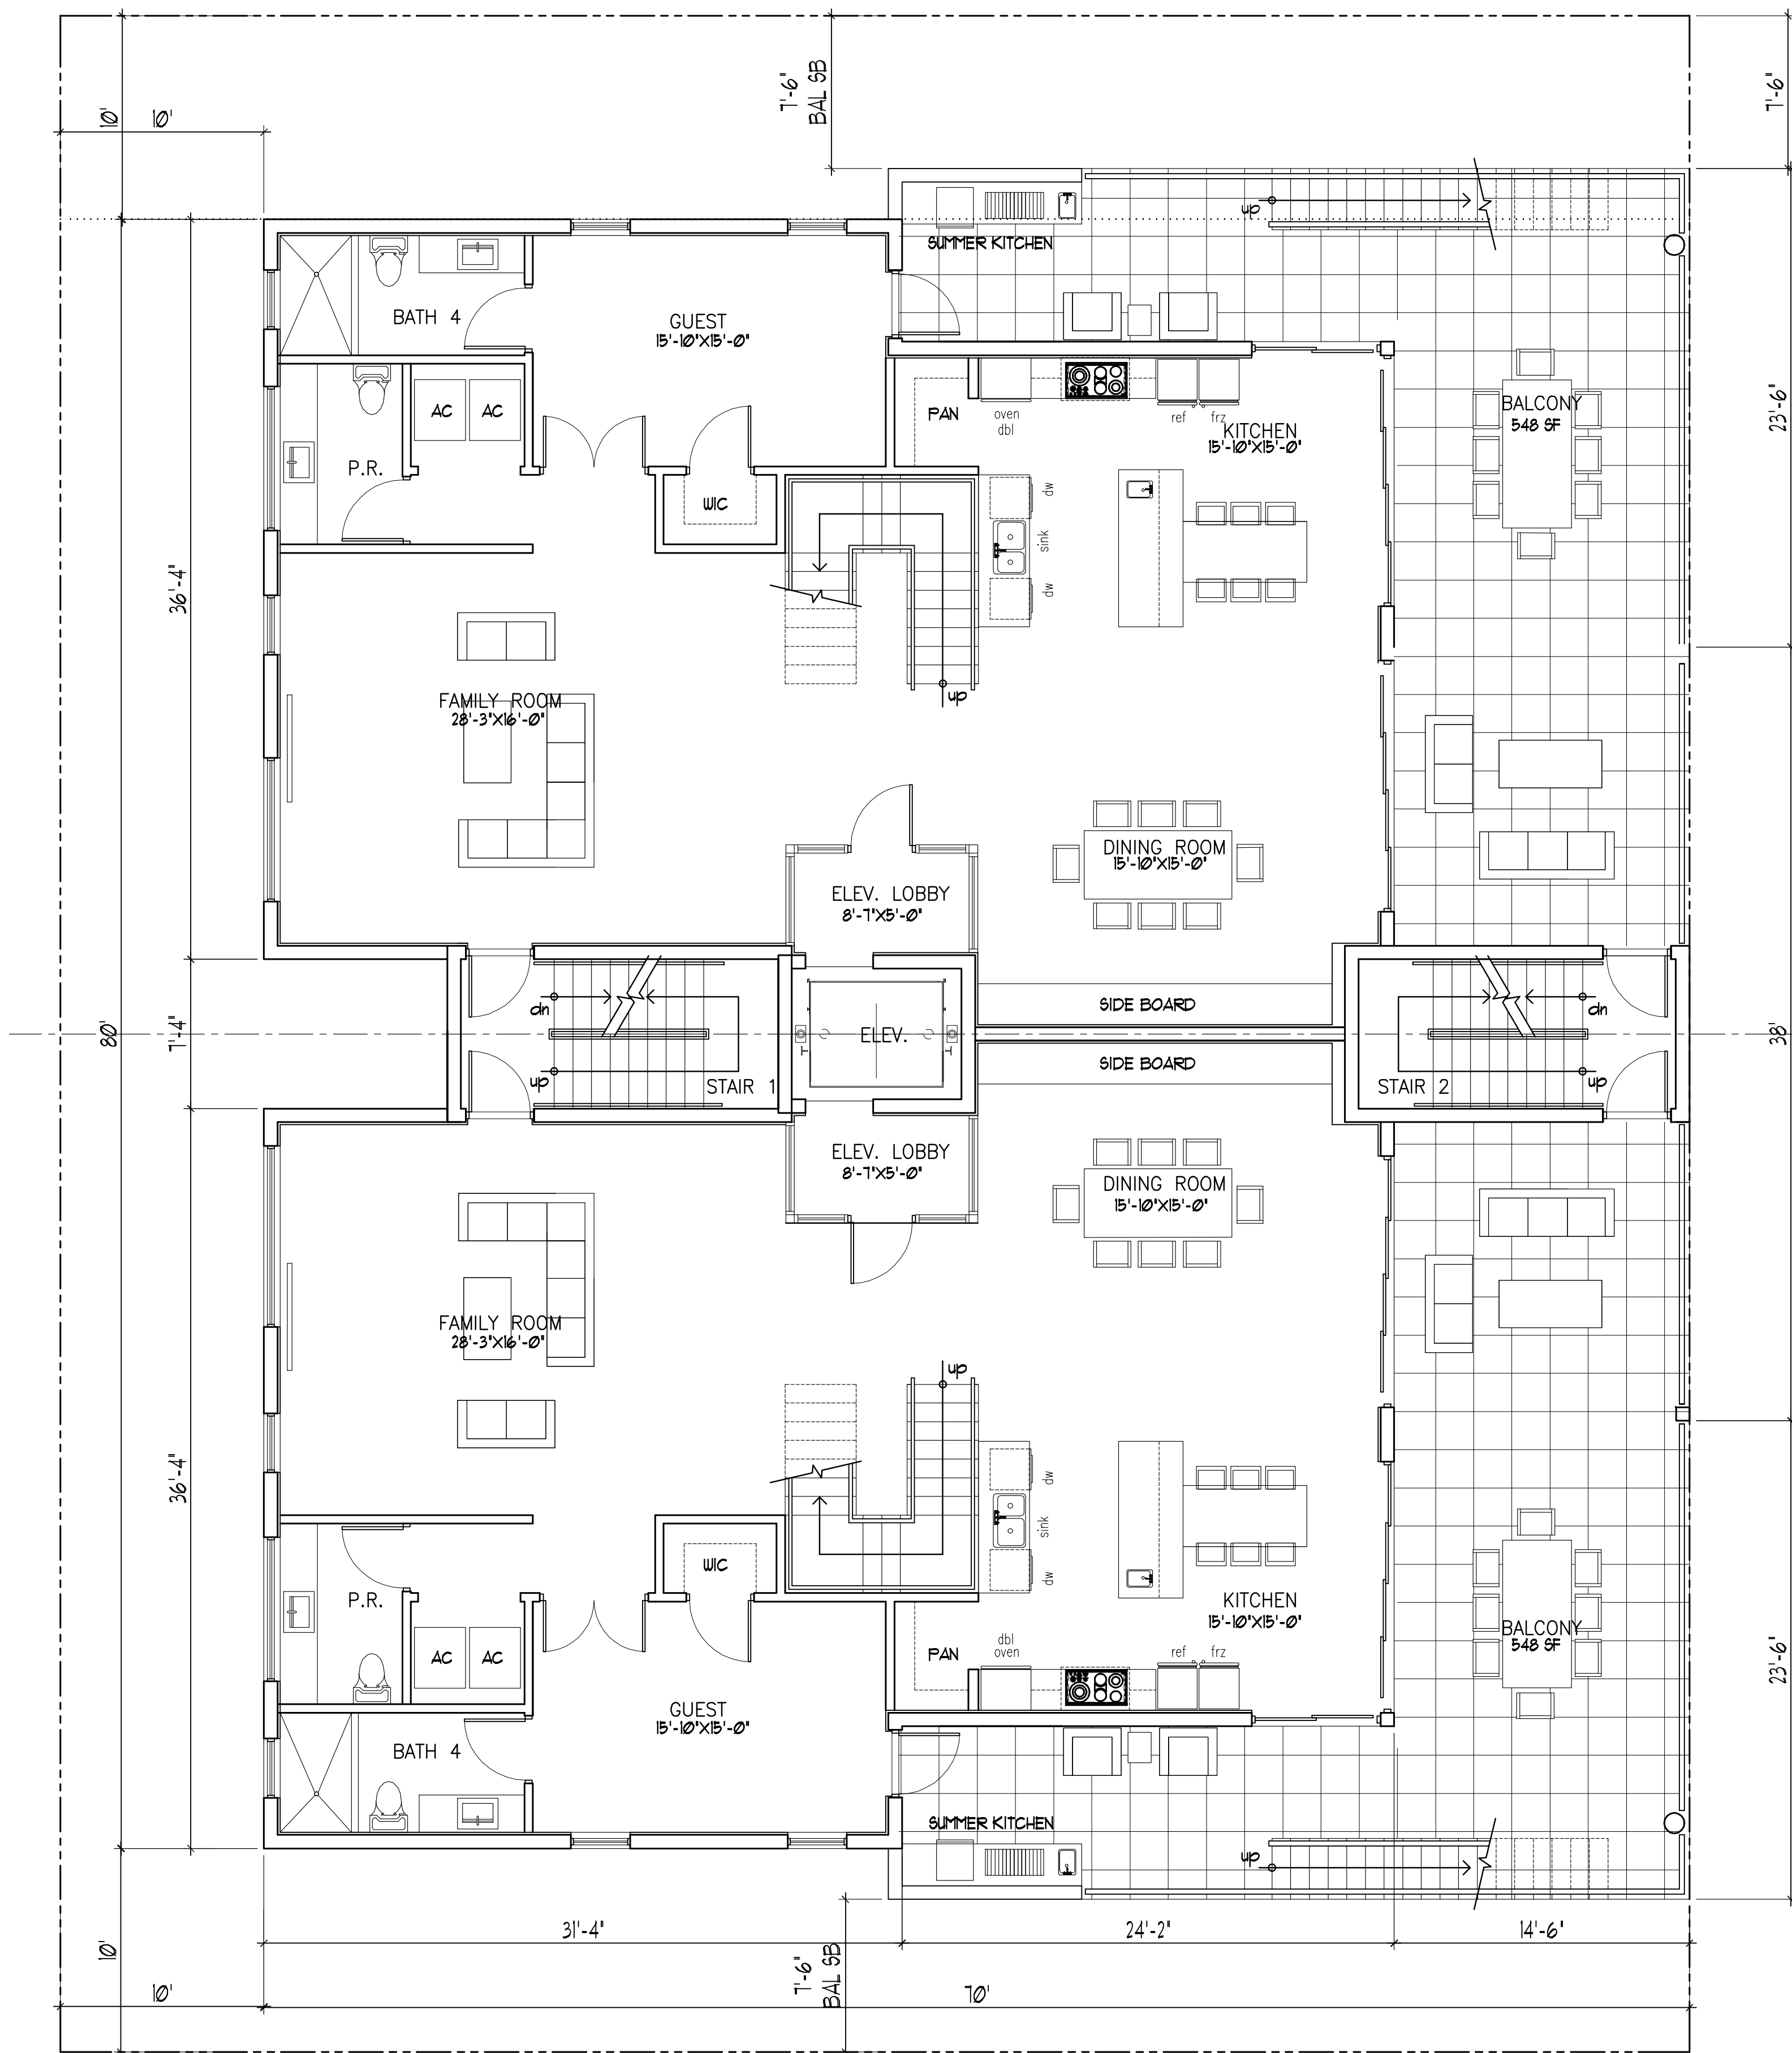 10'
10'
7'-6"
BAL SB
7'-6"
up
SUMMER KITCHEN
BATH 4
GUEST
15'-10"X15'-0"
AC
AC
PAN
oven
dbl
ref
frz
KITCHEN
15'-10"X15'-0"
BALCONY
548 SF
23'-6"
P.R.
WIC
dw
sink
dw
36'-4"
up
FAMILY ROOM
28'-3"X16'-0"
DINING ROOM
15'-10"X15'-0"
ELEV. LOBBY
8'-7"X5'-0"
dn
SIDE BOARD
dn
80'
7'-4"
ELEV.
38'
SIDE BOARD
up
STAIR 1
STAIR 2
up
ELEV. LOBBY
8'-7"X5'-0"
DINING ROOM
15'-10"X15'-0"
FAMILY ROOM
28'-3"X16'-0"
up
36'-4"
dw
sink
dw
WIC
P.R.
KITCHEN
15'-10"X15'-0"
BALCONY
548 SF
23'-6"
AC
AC
PAN
dbl
oven
ref
frz
GUEST
15'-10"X15'-0"
BATH 4
SUMMER KITCHEN
up
31'-4"
24'-2"
14'-6"
10'
7'-6"
BAL SB
10'
70'